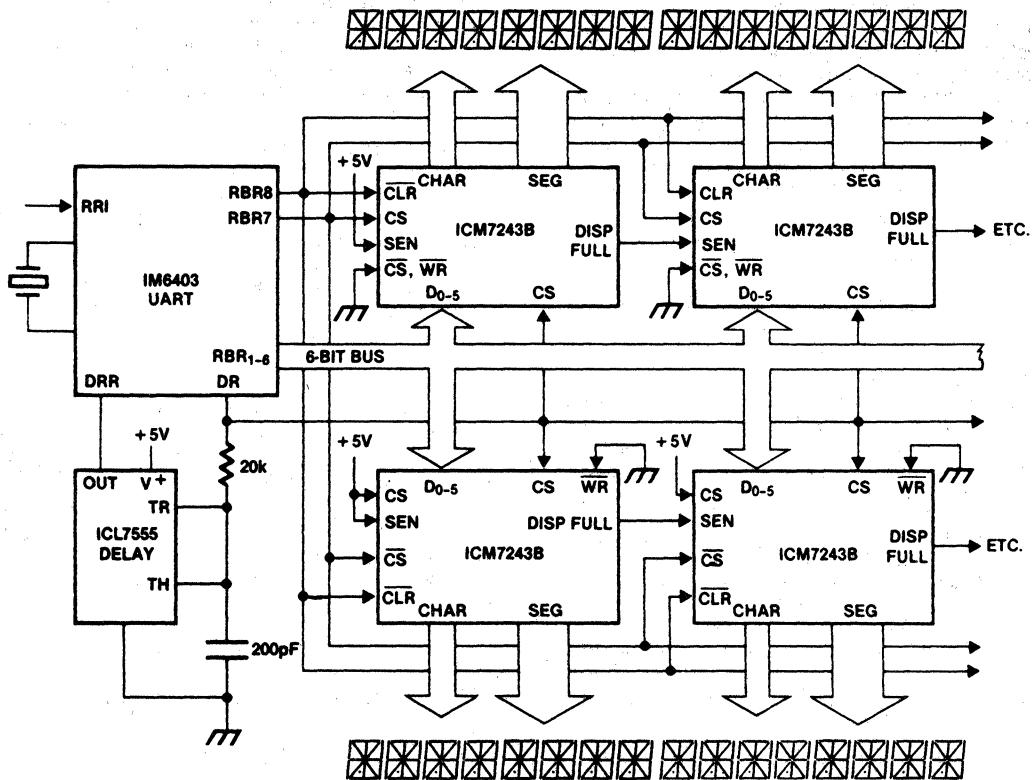 +5V
RRI
RBR8
RBR7
IM6403
UART
RBR1–6
DRR
DR
6-BIT BUS
CLR
CHAR
SEG
CS
ICM7243B
DISP
FULL
SEN
CS, WR
D0–5
CS
CLR
CHAR
SEG
CS
ICM7243B
DISP
FULL
ETC.
SEN
CS, WR
D0–5
CS
+5V
OUT
V+
20k
TR
ICL7555
DELAY
TH
200pF
+5V
D0–5
CS
WR
CS
SEN
DISP FULL
ICM7243B
CS
CLR
CHAR
SEG
+5V
D0–5
CS
WR
CS
SEN
DISP
FULL
ETC.
ICM7243B
CS
CLR
CHAR
SEG